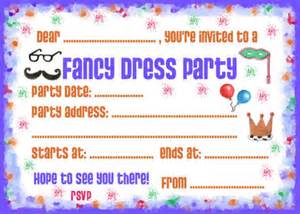 Dear ........................, you're invited to a
Fancy Dress Party
Party Date: ........................
Party address: ........................
........................
Starts at: ............ ends at: ............
Hope to see you there! From ............
RSVP